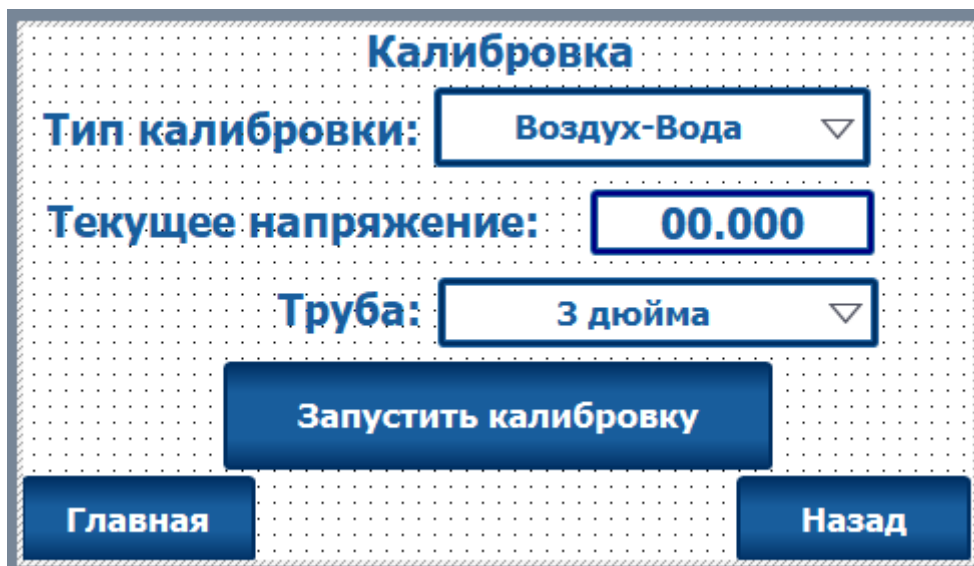 Калибровка
Тип калибровки: Воздух-Вода
Текущее напряжение: 00.000
Труба: 3 дюйма
Запустить калибровку
Главная Назад